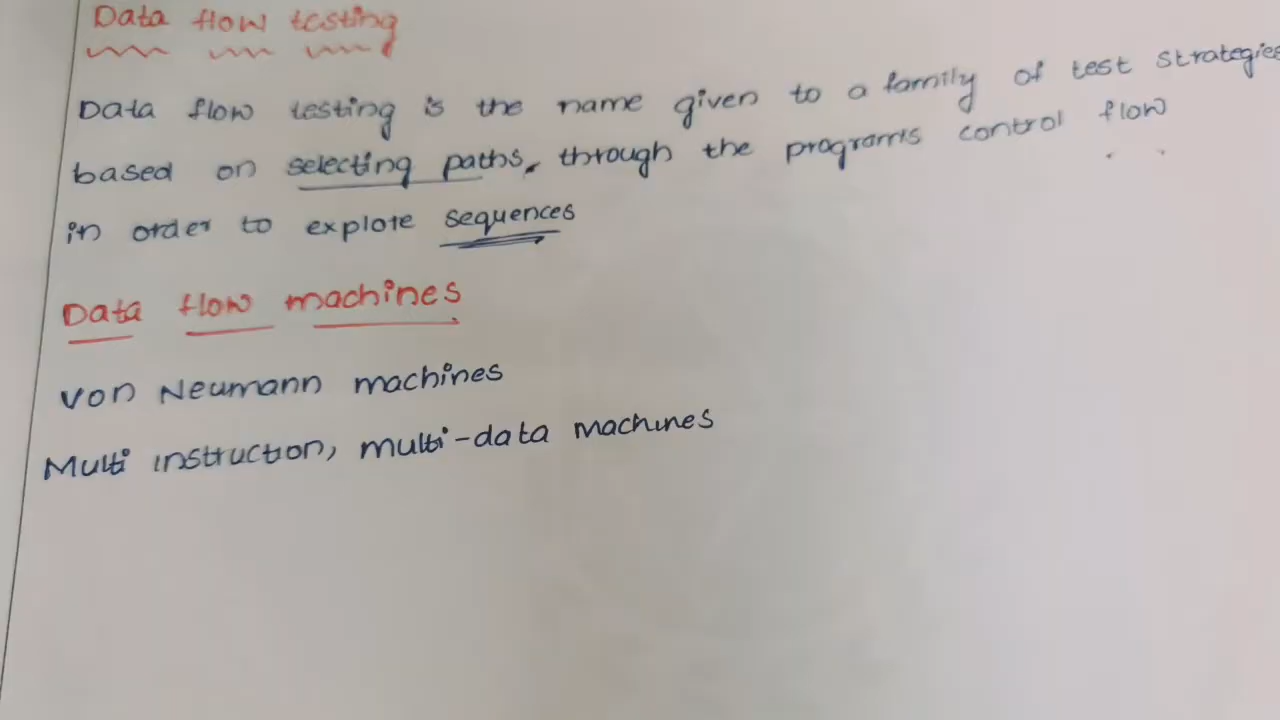 Data flow testing
Data flow testing is the name given to a family of test strategies
based on selecting paths, through the programs control flow
in order to explore sequences
Data flow machines
Von Neumann machines
Multi instruction, multi-data machines